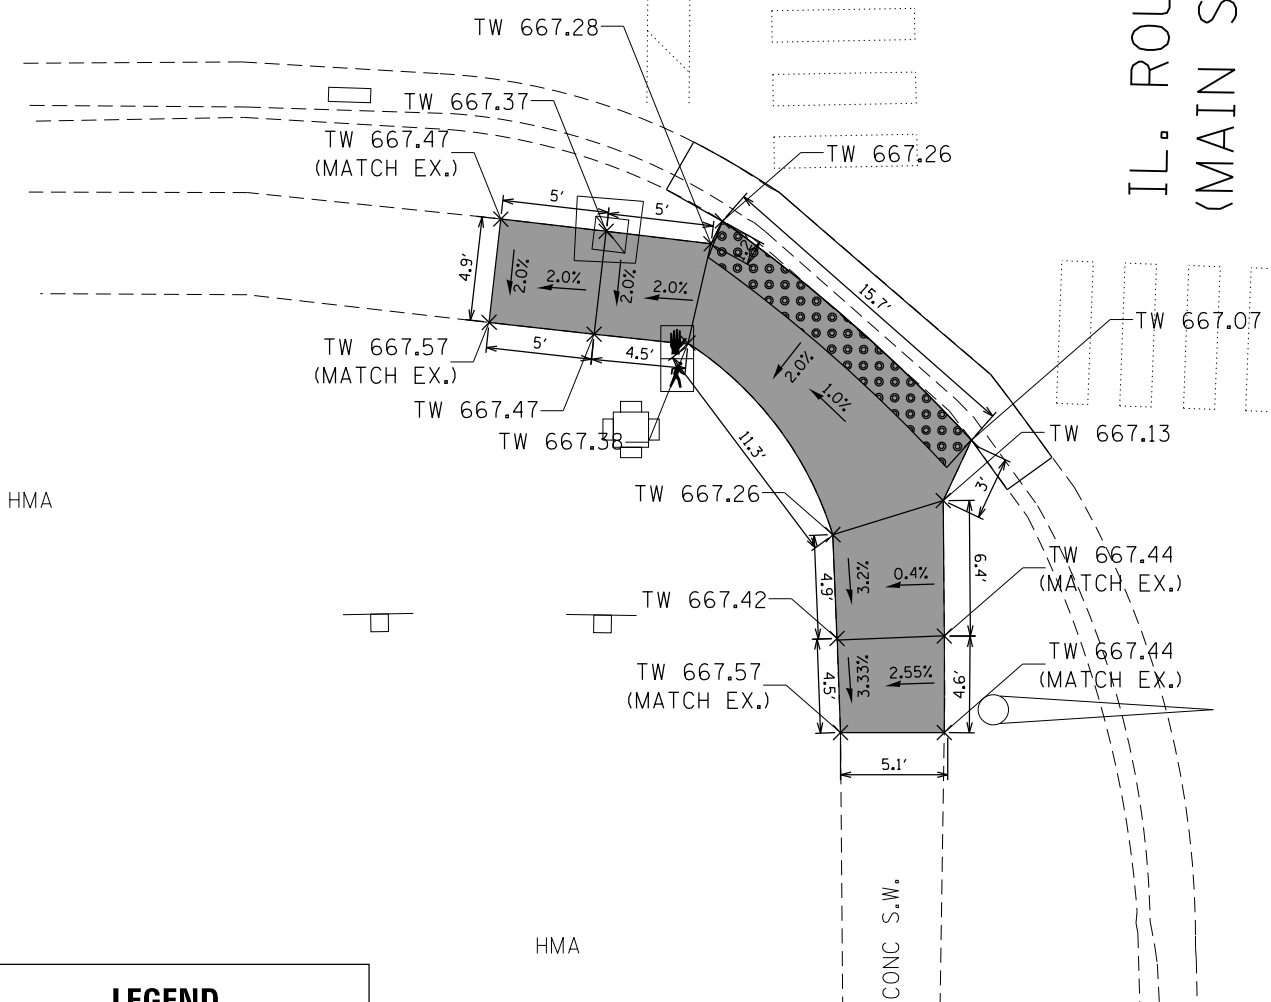 TW 667.28
TW 667.37
TW 667.47
(MATCH EX.)
TW 667.26
IL. ROU
(MAIN S
5'
5'
4.9'
2.0%
2.0%
2.0%
2.0%
1.2'
15.7'
TW 667.07
TW 667.57
(MATCH EX.)
5'
4.5'
2.0%
1.0%
TW 667.47
TW 667.38
11.3'
TW 667.13
3'
HMA
TW 667.26
4.9'
3.2%
0.4%
6.4'
TW 667.44
(MATCH EX.)
TW 667.42
TW 667.57
(MATCH EX.)
4.5'
3.33%
2.55%
4.6'
TW 667.44
(MATCH EX.)
5.1'
CONC S.W.
HMA
LEGEND